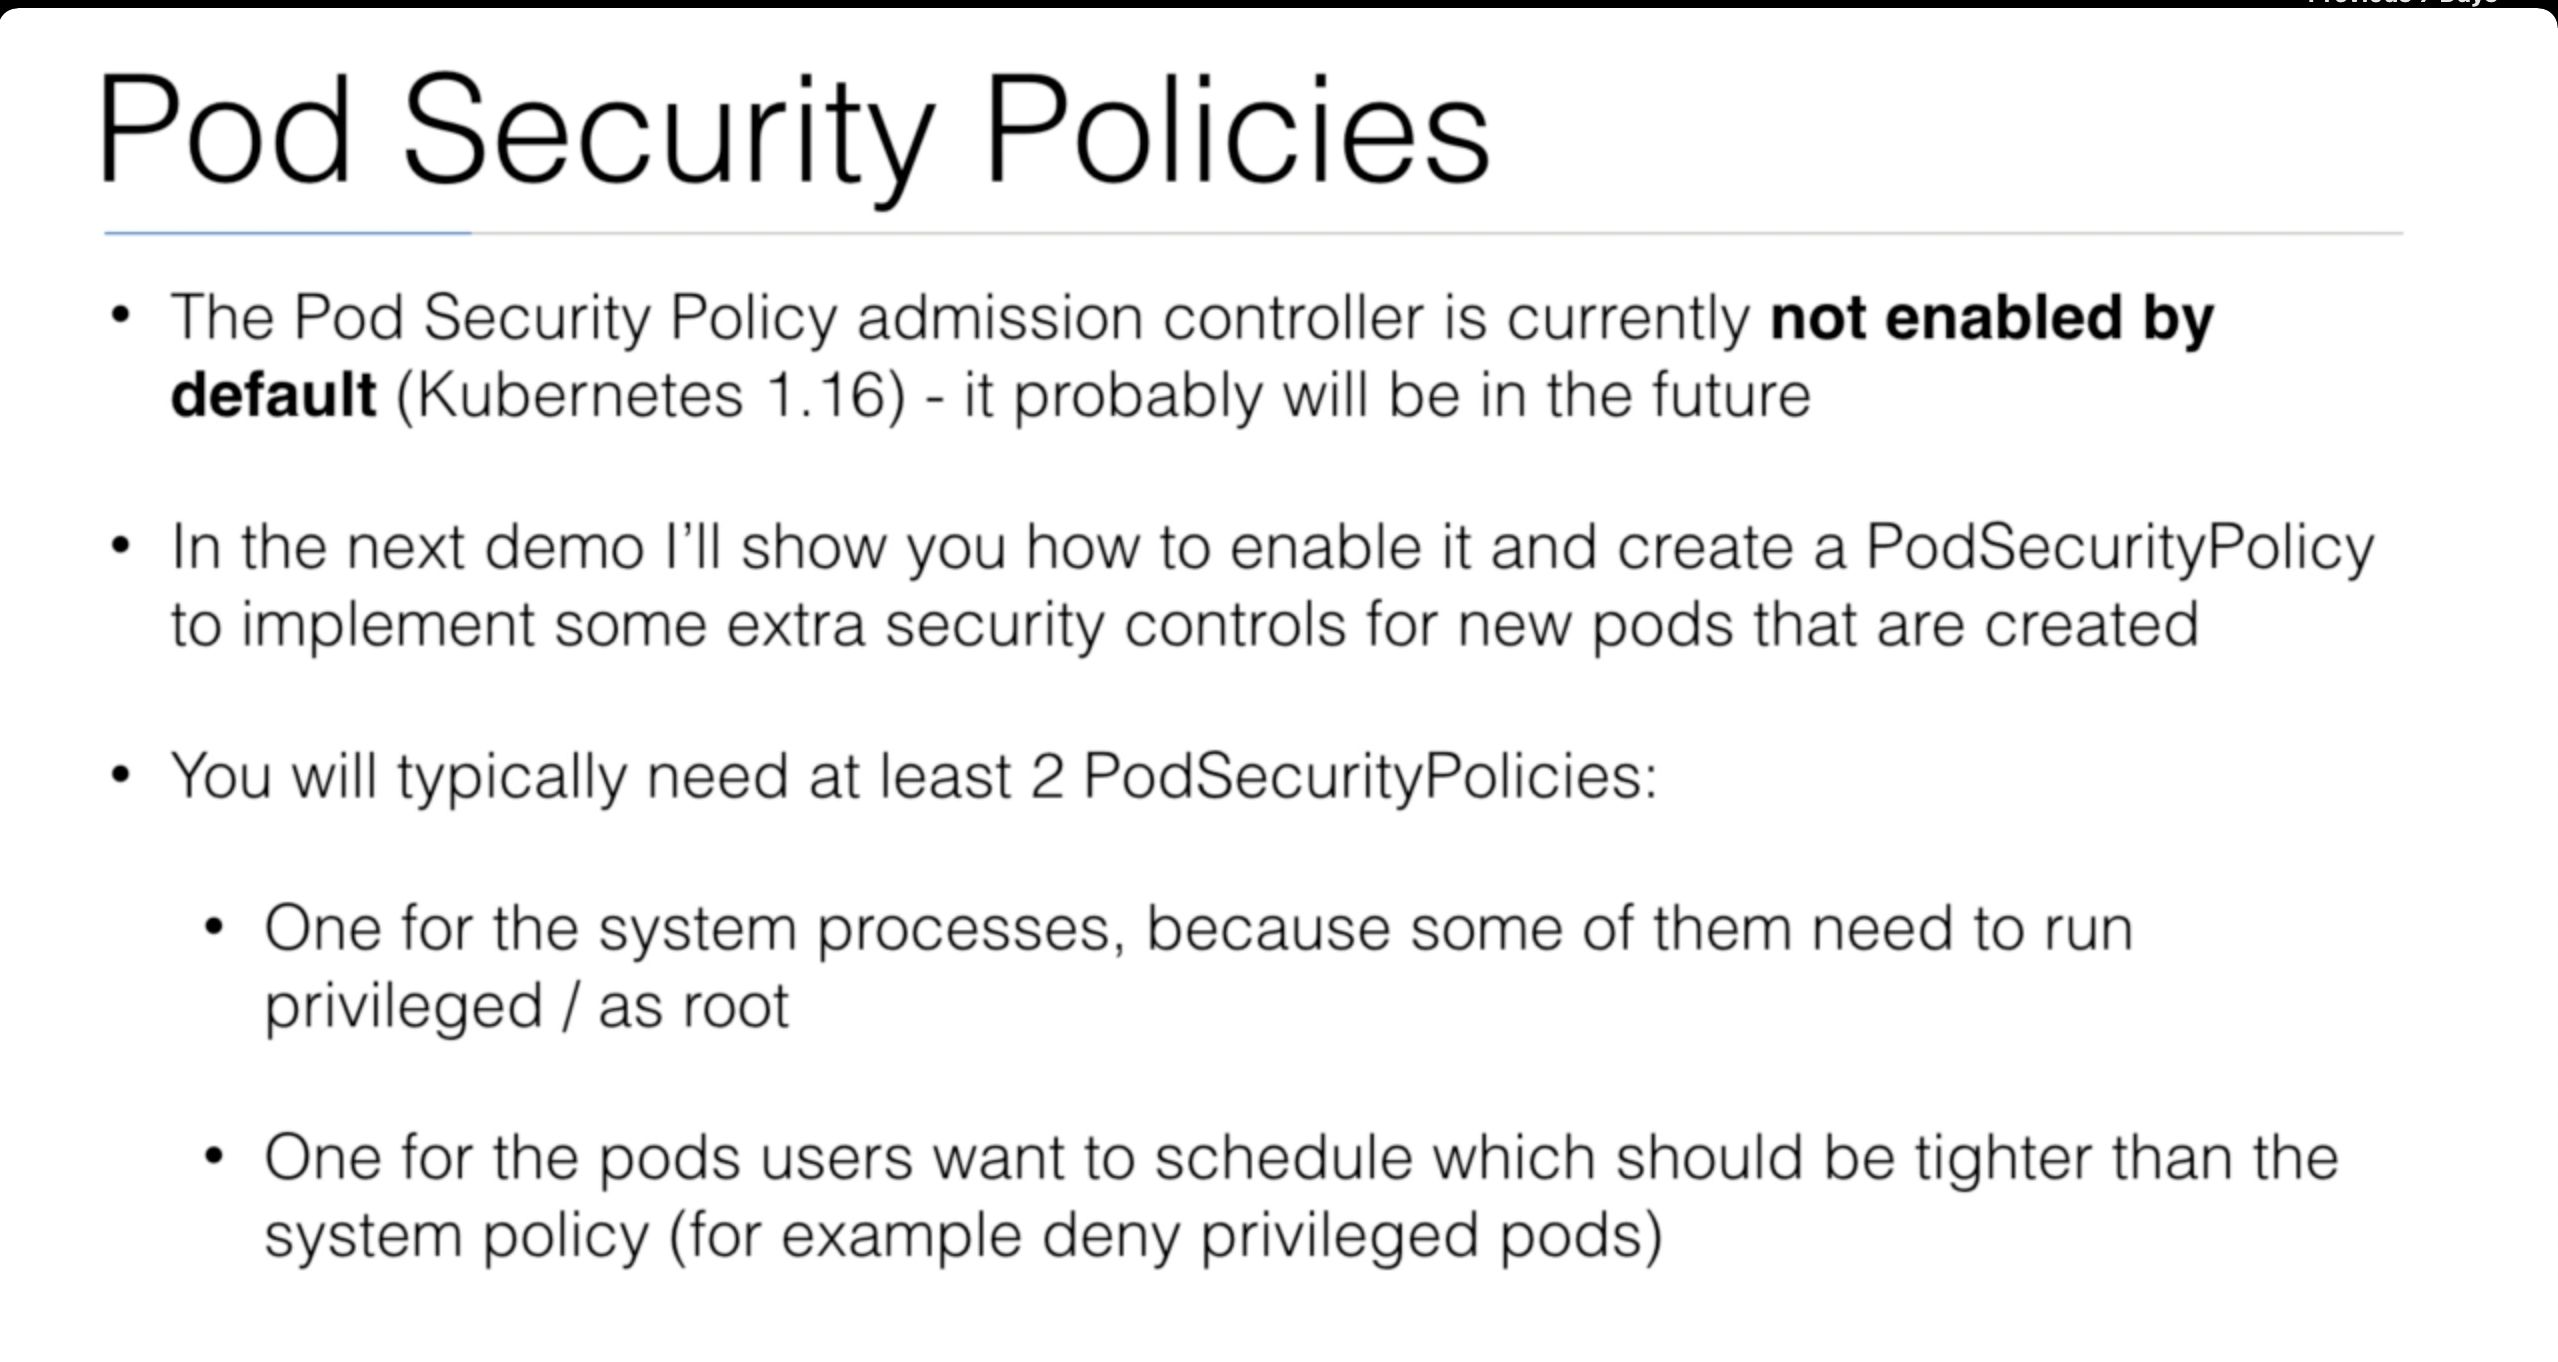 Previous 7 Days
Pod Security Policies
• The Pod Security Policy admission controller is currently not enabled by
default (Kubernetes 1.16) - it probably will be in the future
• In the next demo I’ll show you how to enable it and create a PodSecurityPolicy
to implement some extra security controls for new pods that are created
• You will typically need at least 2 PodSecurityPolicies:
• One for the system processes, because some of them need to run
privileged / as root
• One for the pods users want to schedule which should be tighter than the
system policy (for example deny privileged pods)